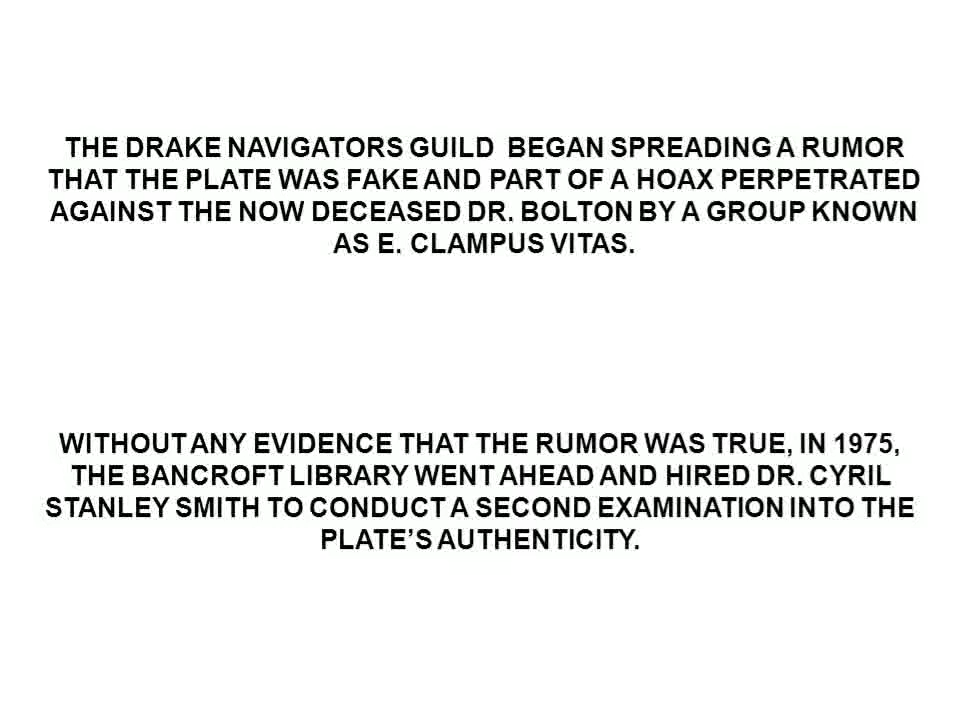 THE DRAKE NAVIGATORS GUILD BEGAN SPREADING A RUMOR
THAT THE PLATE WAS FAKE AND PART OF A HOAX PERPETRATED
AGAINST THE NOW DECEASED DR. BOLTON BY A GROUP KNOWN
AS E. CLAMPUS VITAS.
WITHOUT ANY EVIDENCE THAT THE RUMOR WAS TRUE, IN 1975,
THE BANCROFT LIBRARY WENT AHEAD AND HIRED DR. CYRIL
STANLEY SMITH TO CONDUCT A SECOND EXAMINATION INTO THE
PLATE’S AUTHENTICITY.